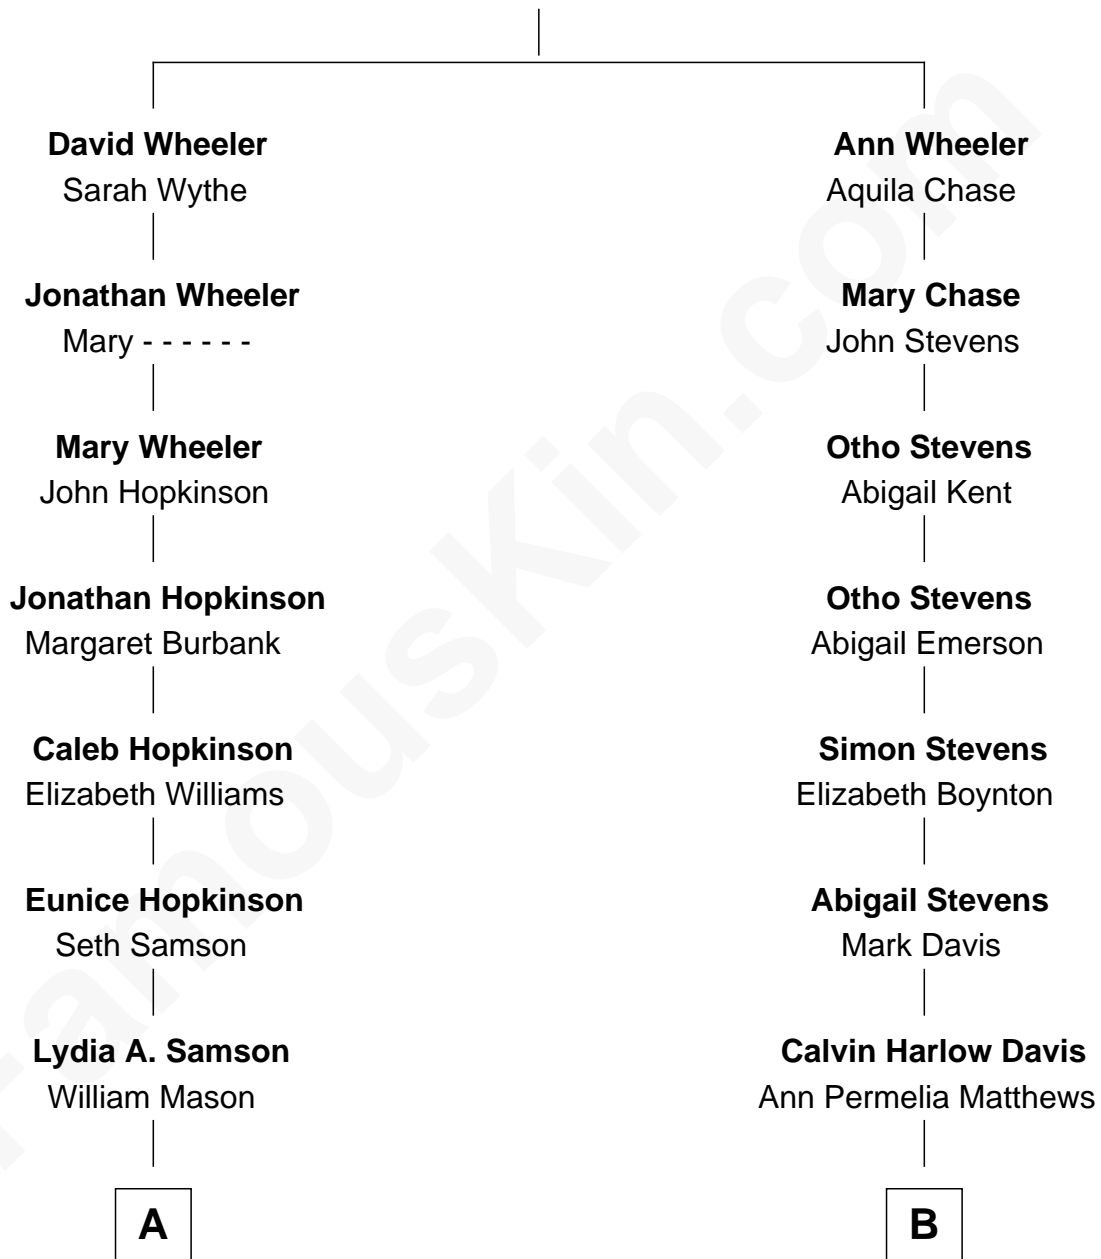 David Wheeler
Sarah Wythe
Jonathan Wheeler
Mary - - - - - -
Mary Wheeler
John Hopkinson
Jonathan Hopkinson
Margaret Burbank
Caleb Hopkinson
Elizabeth Williams
Eunice Hopkinson
Seth Samson
Lydia A. Samson
William Mason
A
Ann Wheeler
Aquila Chase
Mary Chase
John Stevens
Otho Stevens
Abigail Kent
Otho Stevens
Abigail Emerson
Simon Stevens
Elizabeth Boynton
Abigail Stevens
Mark Davis
Calvin Harlow Davis
Ann Permelia Matthews
B
FamousKin.com